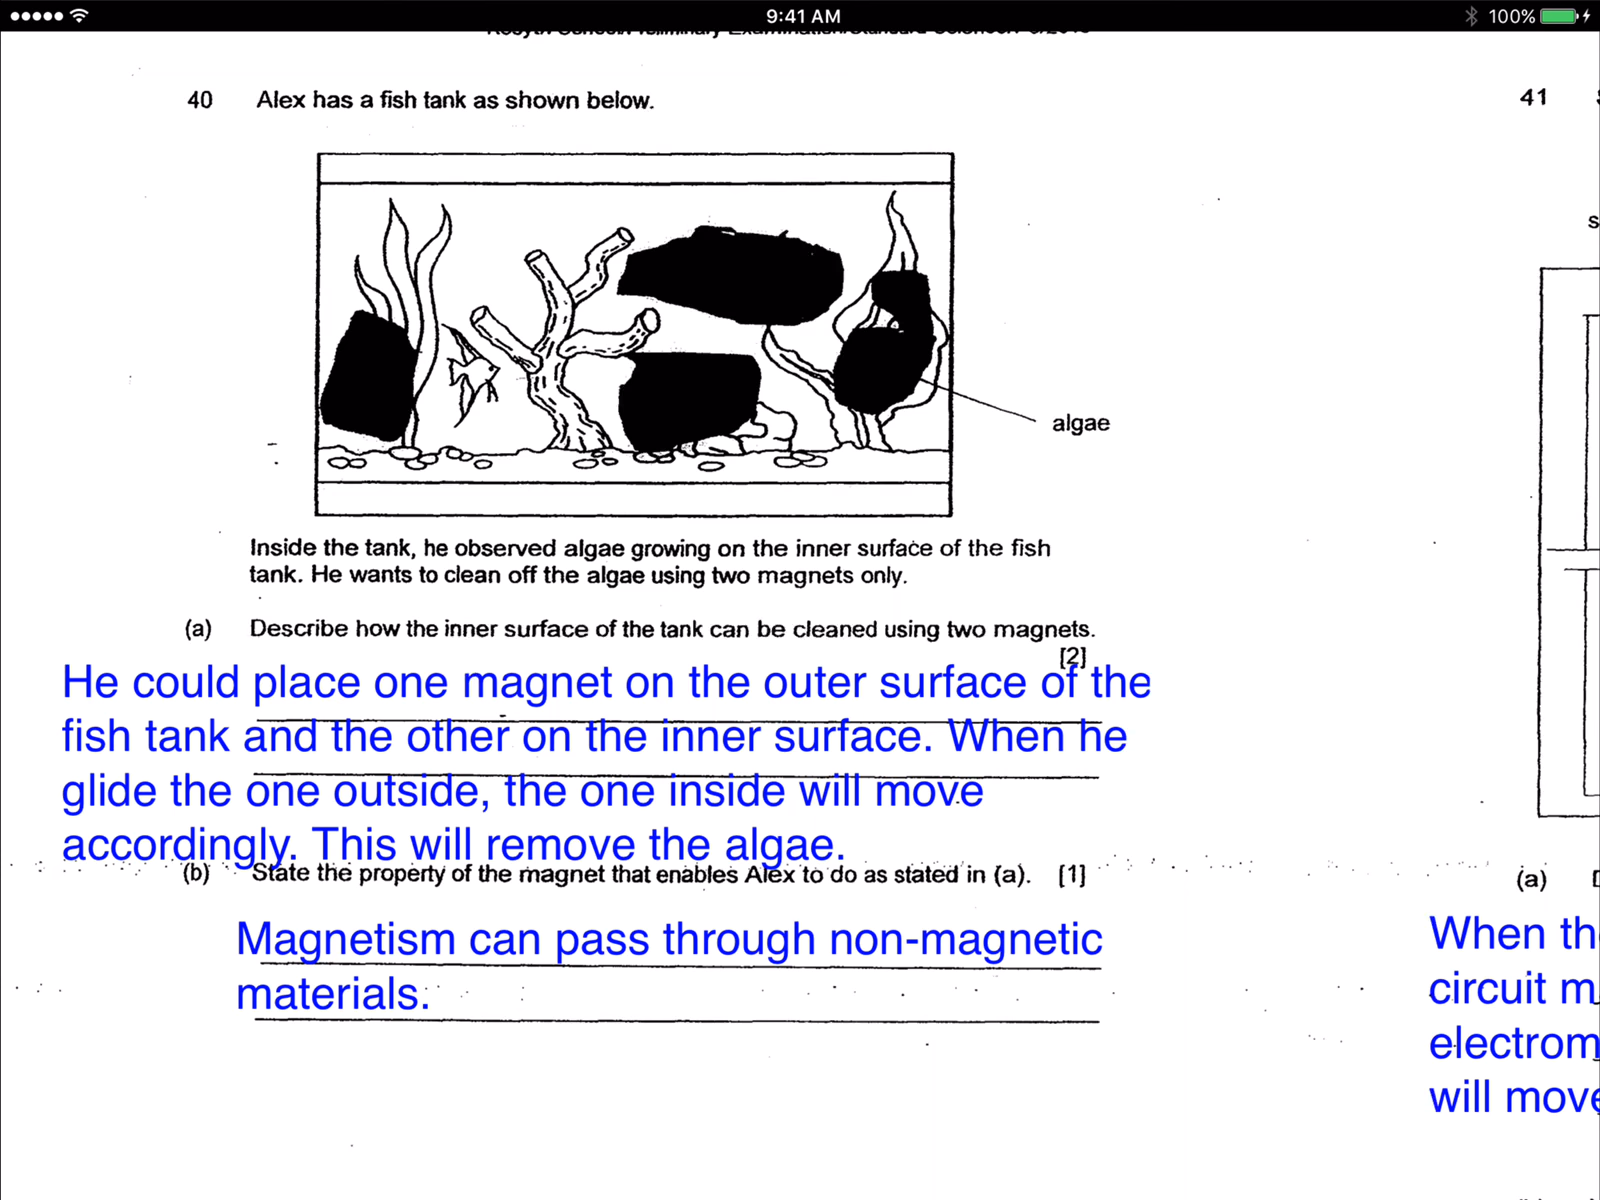 9:41 AM
100%
40 Alex has a fish tank as shown below.
algae
Inside the tank, he observed algae growing on the inner surface of the fish
tank. He wants to clean off the algae using two magnets only.
(a) Describe how the inner surface of the tank can be cleaned using two magnets.
[2]
He could place one magnet on the outer surface of the
fish tank and the other on the inner surface. When he
glide the one outside, the one inside will move
accordingly. This will remove the algae.
(b) State the property of the magnet that enables Alex to do as stated in (a). [1]
Magnetism can pass through non-magnetic
materials.
41
(a)
When
circuit
will